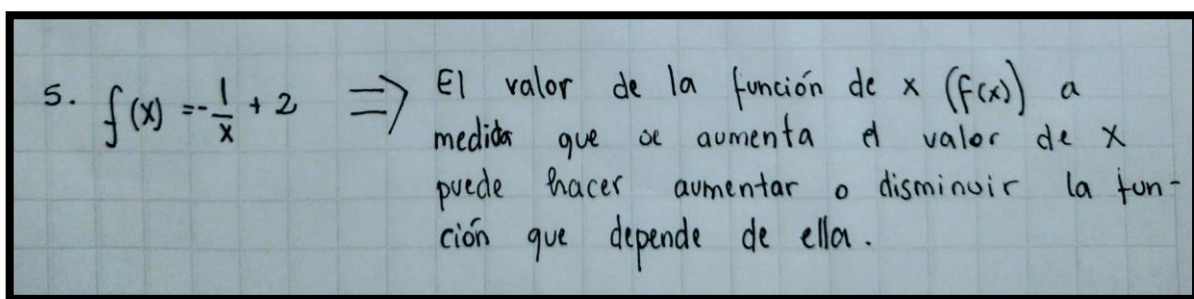 5. f(x) = -1/x + 2 ⇒ El valor de la función de x (f(x)) a
medida que se aumenta el valor de x
puede hacer aumentar o disminuir la fun-
ción que depende de ella.